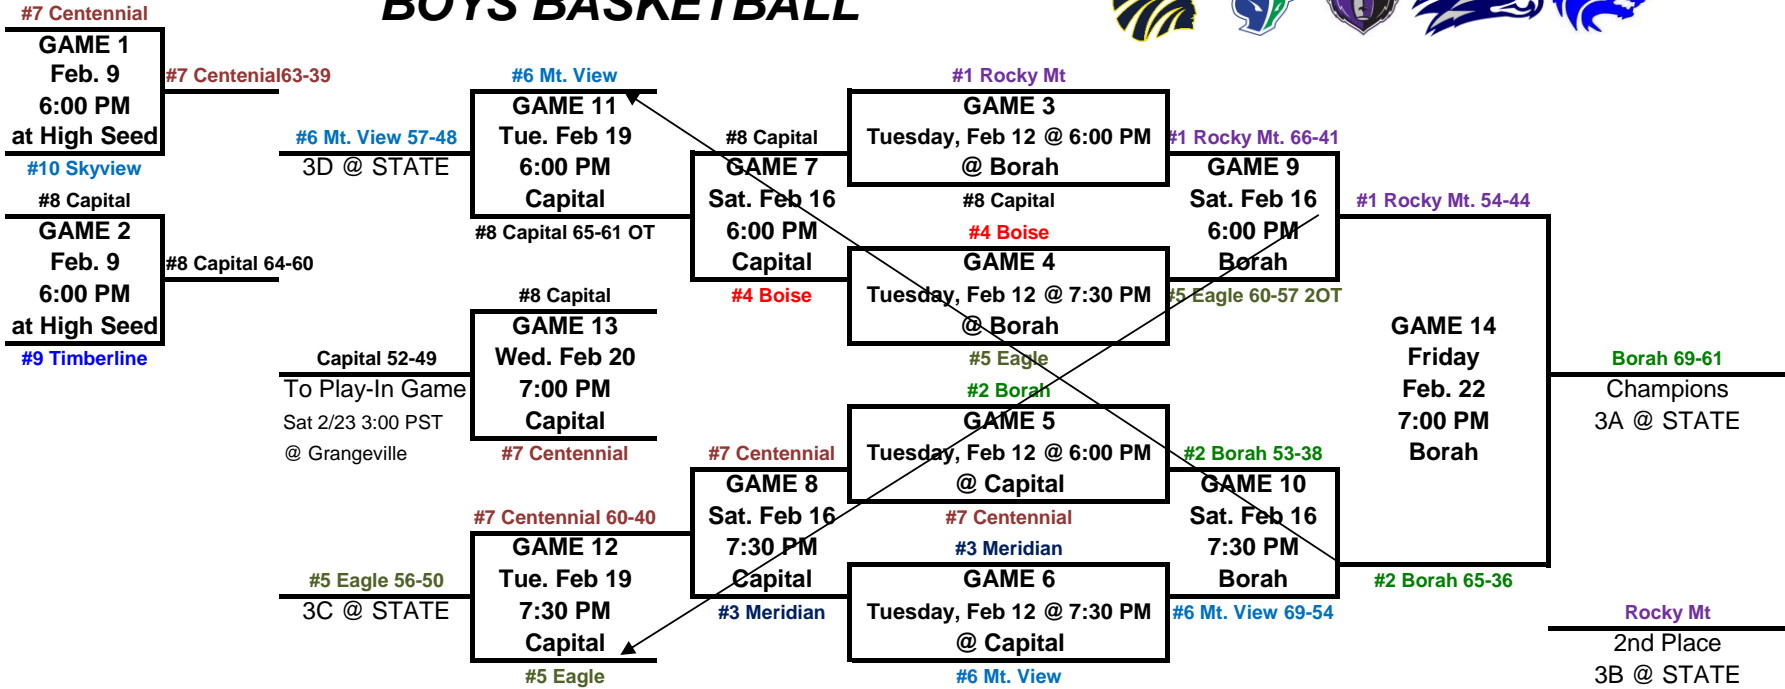 BOYS BASKETBALL
#7 Centennial
GAME 1
Feb. 9
6:00 PM
at High Seed
#10 Skyview
#7 Centenial63-39
#8 Capital
GAME 2
Feb. 9
6:00 PM
at High Seed
#9 Timberline
#8 Capital 64-60
#6 Mt. View 57-48
3D @ STATE
#6 Mt. View
GAME 11
Tue. Feb 19
6:00 PM
Capital
#8 Capital 65-61 OT
Capital 52-49
To Play-In Game
Sat 2/23 3:00 PST
@ Grangeville
#8 Capital
GAME 13
Wed. Feb 20
7:00 PM
Capital
#7 Centennial
#5 Eagle 56-50
3C @ STATE
#7 Centennial 60-40
GAME 12
Tue. Feb 19
7:30 PM
Capital
#5 Eagle
#8 Capital
GAME 7
Sat. Feb 16
6:00 PM
Capital
#4 Boise
#7 Centennial
GAME 8
Sat. Feb 16
7:30 PM
Capital
#3 Meridian
#1 Rocky Mt
GAME 3
Tuesday, Feb 12 @ 6:00 PM
@ Borah
#8 Capital
#4 Boise
GAME 4
Tuesday, Feb 12 @ 7:30 PM
@ Borah
#5 Eagle
#2 Borah
GAME 5
Tuesday, Feb 12 @ 6:00 PM
@ Capital
#7 Centennial
#3 Meridian
GAME 6
Tuesday, Feb 12 @ 7:30 PM
@ Capital
#6 Mt. View
#1 Rocky Mt. 66-41
GAME 9
Sat. Feb 16
6:00 PM
Borah
#5 Eagle 60-57 2OT
#2 Borah 53-38
GAME 10
Sat. Feb 16
7:30 PM
Borah
#6 Mt. View 69-54
#1 Rocky Mt. 54-44
GAME 14
Friday
Feb. 22
7:00 PM
Borah
#2 Borah 65-36
Borah 69-61
Champions
3A @ STATE
Rocky Mt
2nd Place
3B @ STATE